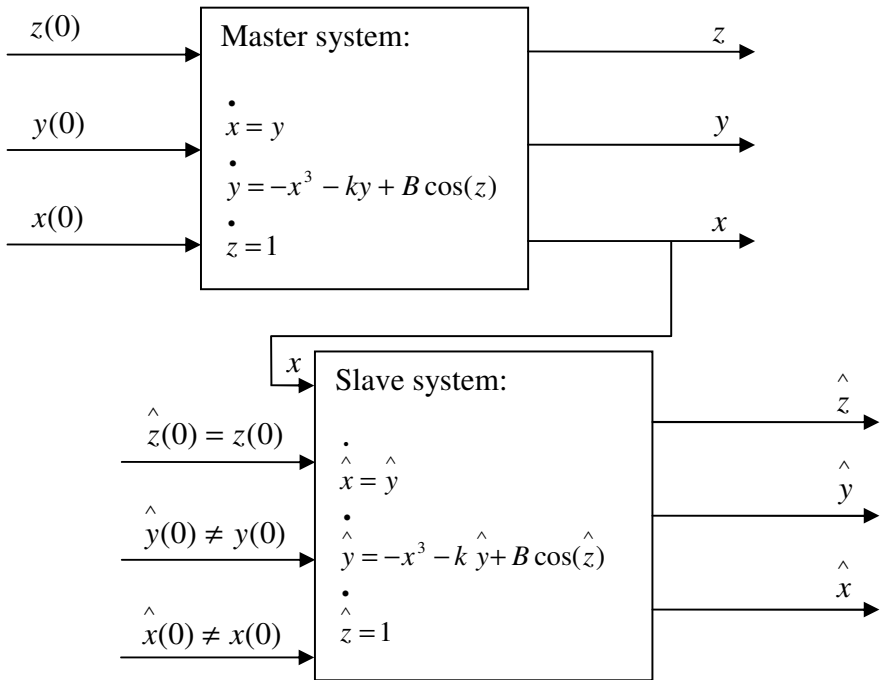 z(0)
y(0)
x(0)
Master system:
ẋ = y
ẏ = −x³ − ky + B cos(z)
ż = 1
z
y
x
x
Slave system:
ẑ(0) = z(0)
ŷ(0) ≠ y(0)
x̂(0) ≠ x(0)
x̂̇ = ŷ
ŷ̇ = −x³ − k ŷ + B cos(ẑ)
ẑ̇ = 1
ẑ
ŷ
x̂